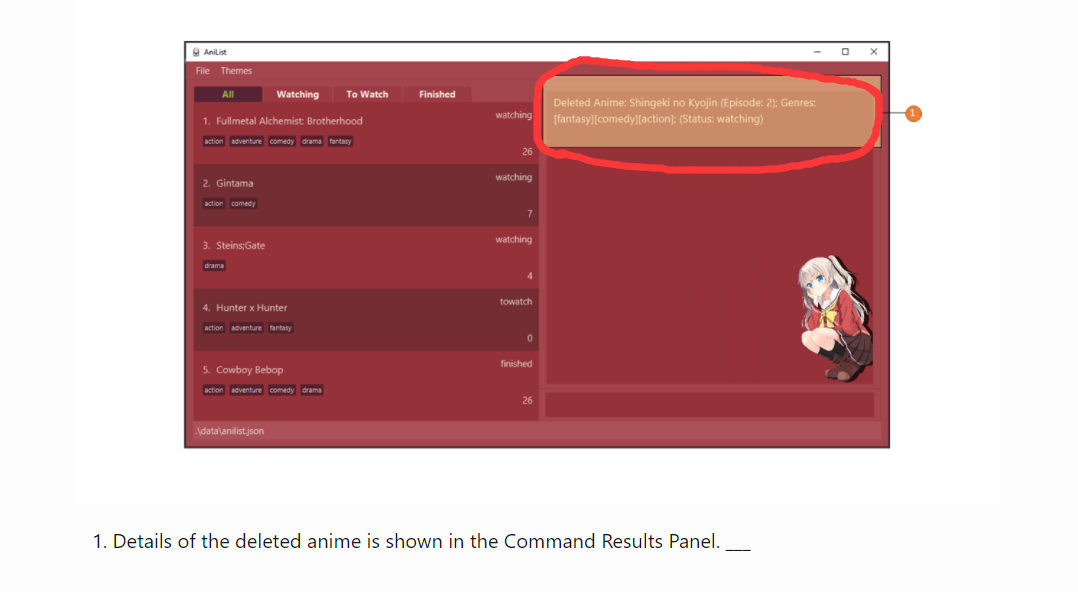 AniList
File Themes
All Watching To Watch Finished
1. Fullmetal Alchemist: Brotherhood
watching
action adventure comedy drama fantasy
26
2. Gintama
watching
action comedy
7
3. Steins;Gate
watching
drama
4
4. Hunter x Hunter
towatch
action adventure fantasy
0
5. Cowboy Bebop
finished
action adventure comedy drama
26
Deleted Anime: Shingeki no Kyojin (Episode: 2); Genres:
[fantasy][comedy][action]; (Status: watching)
1
.\data\anilist.json
1. Details of the deleted anime is shown in the Command Results Panel. ___